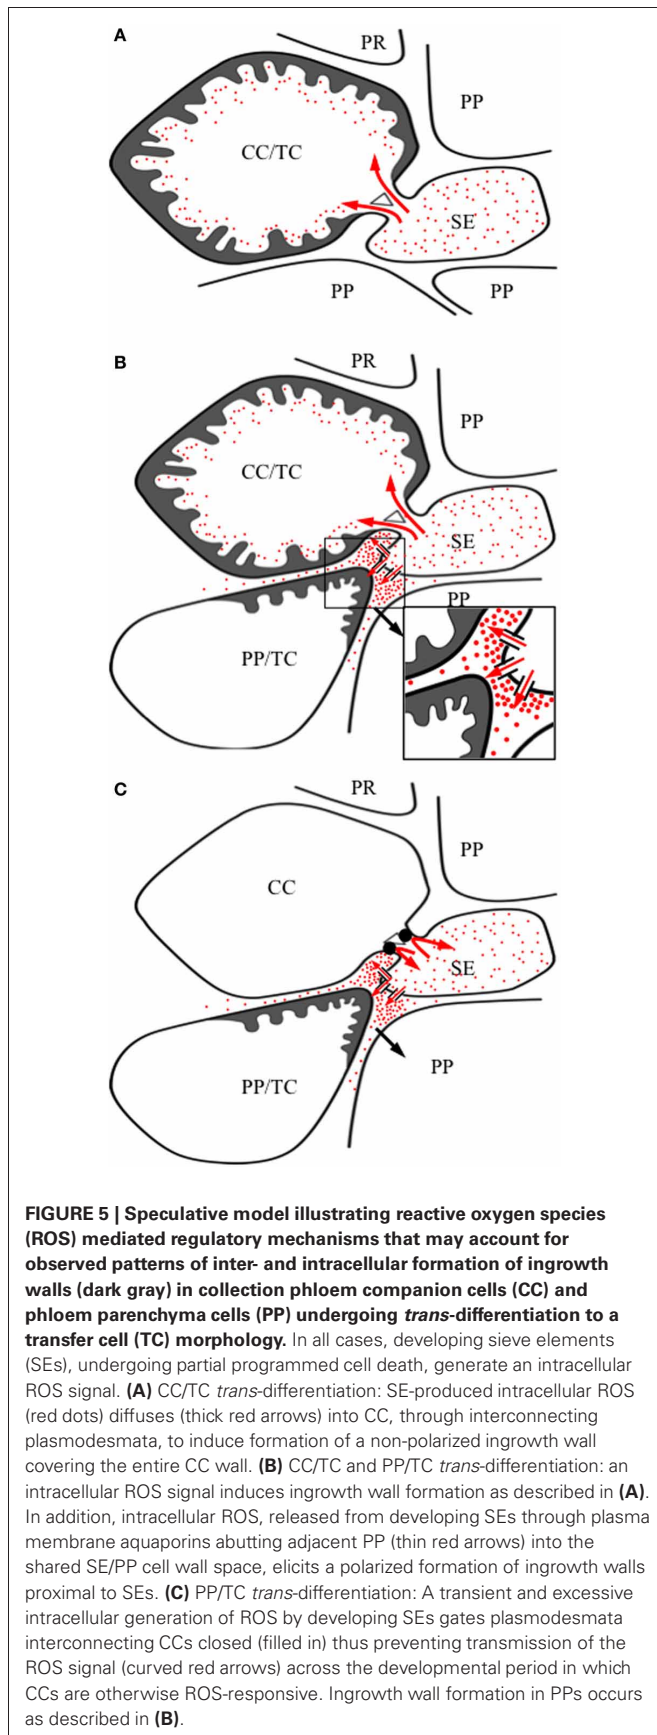 A
PR
PP
CC/TC
SE
PP
PP
B
PR
PP
CC/TC
SE
PP
PP/TC
C
PR
PP
CC
SE
PP
PP/TC
FIGURE 5 | Speculative model illustrating reactive oxygen species
(ROS) mediated regulatory mechanisms that may account for
observed patterns of inter- and intracellular formation of ingrowth
walls (dark gray) in collection phloem companion cells (CC) and
phloem parenchyma cells (PP) undergoing trans-differentiation to a
transfer cell (TC) morphology. In all cases, developing sieve elements
(SEs), undergoing partial programmed cell death, generate an intracellular
ROS signal. (A) CC/TC trans-differentiation: SE-produced intracellular ROS
(red dots) diffuses (thick red arrows) into CC, through interconnecting
plasmodesmata, to induce formation of a non-polarized ingrowth wall
covering the entire CC wall. (B) CC/TC and PP/TC trans-differentiation: an
intracellular ROS signal induces ingrowth wall formation as described in (A).
In addition, intracellular ROS, released from developing SEs through plasma
membrane aquaporins abutting adjacent PP (thin red arrows) into the
shared SE/PP cell wall space, elicits a polarized formation of ingrowth walls
proximal to SEs. (C) PP/TC trans-differentiation: A transient and excessive
intracellular generation of ROS by developing SEs gates plasmodesmata
interconnecting CCs closed (filled in) thus preventing transmission of the
ROS signal (curved red arrows) across the developmental period in which
CCs are otherwise ROS-responsive. Ingrowth wall formation in PPs occurs
as described in (B).